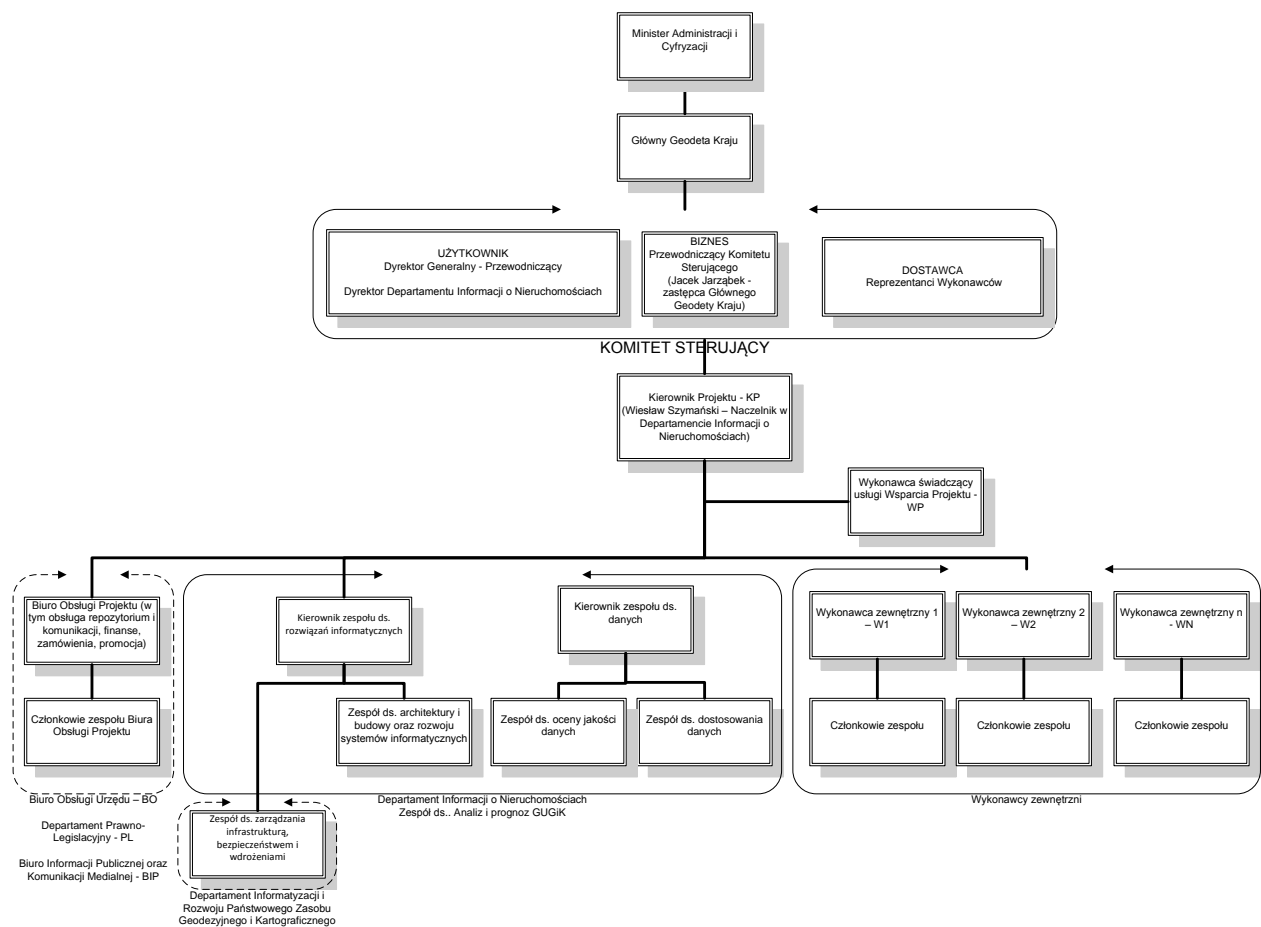 Minister Administracji i
Cyfryzacji
Główny Geodeta Kraju
UŻYTKOWNIK
Dyrektor Generalny - Przewodniczący
Dyrektor Departamentu Informacji o Nieruchomościach
BIZNES
Przewodniczący Komitetu
Sterującego
(Jacek Jarząbek -
zastępca Głównego
Geodety Kraju)
DOSTAWCA
Reprezentanci Wykonawców
KOMITET STERUJĄCY
Kierownik Projektu - KP
(Wiesław Szymański – Naczelnik w
Departamencie Informacji o
Nieruchomościach)
Wykonawca świadczący
usługi Wsparcia Projektu -
WP
Biuro Obsługi Projektu (w
tym obsługa repozytorium i
komunikacji, finanse,
zamówienia, promocja)
Członkowie zespołu Biura
Obsługi Projektu
Biuro Obsługi Urzędu – BO
Departament Prawno-
Legislacyjny - PL
Biuro Informacji Publicznej oraz
Komunikacji Medialnej - BIP
Kierownik zespołu ds.
rozwiązań informatycznych
Kierownik zespołu ds.
danych
Zespół ds. architektury i
budowy oraz rozwoju
systemów informatycznych
Zespół ds. oceny jakości
danych
Zespół ds. dostosowania
danych
Departament Informacji o Nieruchomościach
Zespół ds.. Analiz i prognoz GUGiK
Zespół ds. zarządzania
infrastrukturą,
bezpieczeństwem i
wdrożeniami
Departament Informatyzacji i
Rozwoju Państwowego Zasobu
Geodezyjnego i Kartograficznego
Wykonawca zewnętrzny 1
– W1
Wykonawca zewnętrzny 2
– W2
Wykonawca zewnętrzny n
- WN
Członkowie zespołu
Członkowie zespołu
Członkowie zespołu
Wykonawcy zewnętrzni